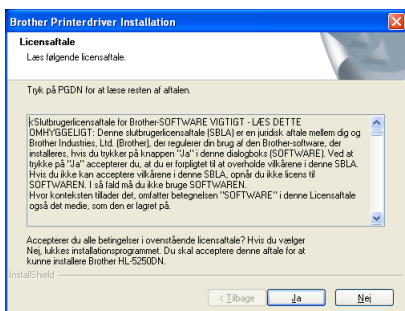 Brother Printerdriver Installation
Licensaftale
Læs følgende licensaftale.
Tryk på PGDN for at læse resten af aftalen.
<Slutbrugerlicensaftale for Brother-SOFTWARE VIGTIGT - LÆS DETTE
OMHYGGELIGT: Denne slutbrugerlicensaftale (SBLA) er en juridisk aftale mellem dig og
Brother Industries, Ltd. (Brother), der regulerer din brug af den Brother-software, der
installeres, hvis du trykker på knappen "Ja" i denne dialogboks (SOFTWARE). Ved at
trykke på "Ja" accepterer du, at du er forpligtet til at overholde vilkårene i denne SBLA.
Hvis du ikke kan acceptere vilkårene i denne SBLA, opnår du ikke licens til
SOFTWAREN. I så fald må du ikke bruge SOFTWAREN.
Hvor konteksten tillader det, omfatter betegnelsen "SOFTWARE" i denne Licensaftale
også det medie, som den er lagret på.
Accepterer du alle betingelser i ovenstående licensaftale? Hvis du vælger
Nej, lukkes installationsprogrammet. Du skal acceptere denne aftale for at
kunne installere Brother HL-5250DN.
InstallShield
< Tilbage Ja Nej